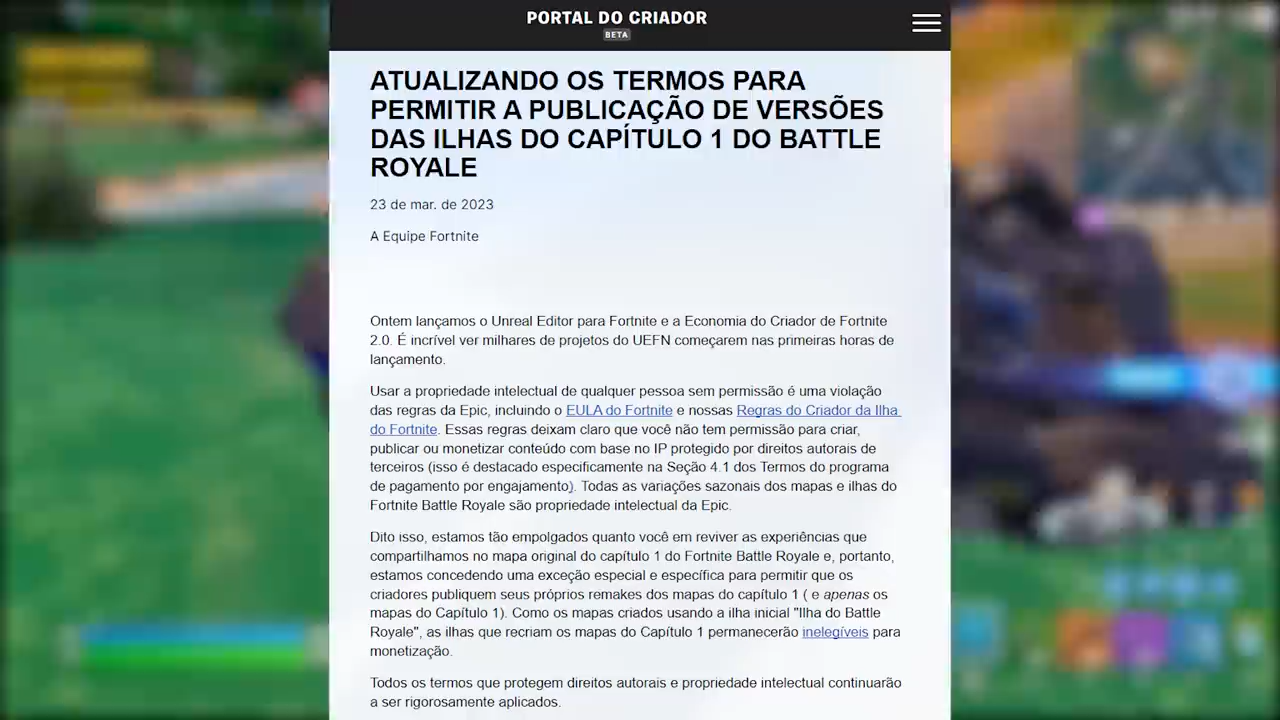 PORTAL DO CRIADOR
BETA
ATUALIZANDO OS TERMOS PARA
PERMITIR A PUBLICAÇÃO DE VERSÕES
DAS ILHAS DO CAPÍTULO 1 DO BATTLE
ROYALE
23 de mar. de 2023
A Equipe Fortnite
Ontem lançamos o Unreal Editor para Fortnite e a Economia do Criador de Fortnite
2.0. É incrível ver milhares de projetos do UEFN começarem nas primeiras horas de
lançamento.
Usar a propriedade intelectual de qualquer pessoa sem permissão é uma violação
das regras da Epic, incluindo o EULA do Fortnite e nossas Regras do Criador da Ilha
do Fortnite. Essas regras deixam claro que você não tem permissão para criar,
publicar ou monetizar conteúdo com base no IP protegido por direitos autorais de
terceiros (isso é destacado especificamente na Seção 4.1 dos Termos do programa
de pagamento por engajamento). Todas as variações sazonais dos mapas e ilhas do
Fortnite Battle Royale são propriedade intelectual da Epic.
Dito isso, estamos tão empolgados quanto você em reviver as experiências que
compartilhamos no mapa original do capítulo 1 do Fortnite Battle Royale e, portanto,
estamos concedendo uma exceção especial e específica para permitir que os
criadores publiquem seus próprios remakes dos mapas do capítulo 1 ( e apenas os
mapas do Capítulo 1). Como os mapas criados usando a ilha inicial "Ilha do Battle
Royale", as ilhas que recriam os mapas do Capítulo 1 permanecerão inelegíveis para
monetização.
Todos os termos que protegem direitos autorais e propriedade intelectual continuarão
a ser rigorosamente aplicados.